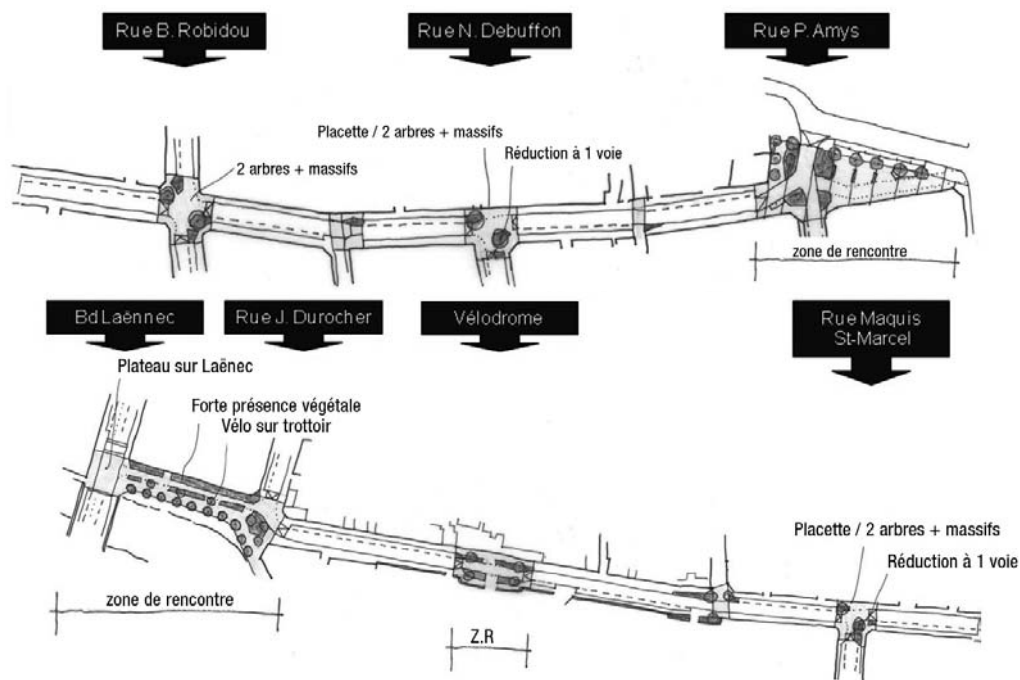 Rue B. Robidou
Rue N. Debuffon
Rue P. Amys
Placette / 2 arbres + massifs
Réduction à 1 voie
2 arbres + massifs
zone de rencontre
Bd Laënnec
Rue J. Durocher
Vélodrome
Rue Maquis
St-Marcel
Plateau sur Laënec
Forte présence végétale
Vélo sur trottoir
Placette / 2 arbres + massifs
Réduction à 1 voie
zone de rencontre
Z.R